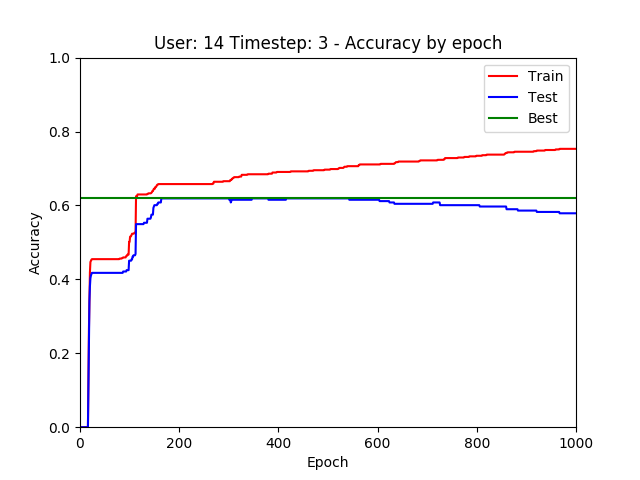 User: 14 Timestep: 3 - Accuracy by epoch
1.0
0.8
0.6
0.4
0.2
0.0
Accuracy
Train
Test
Best
0 200 400 600 800 1000
Epoch